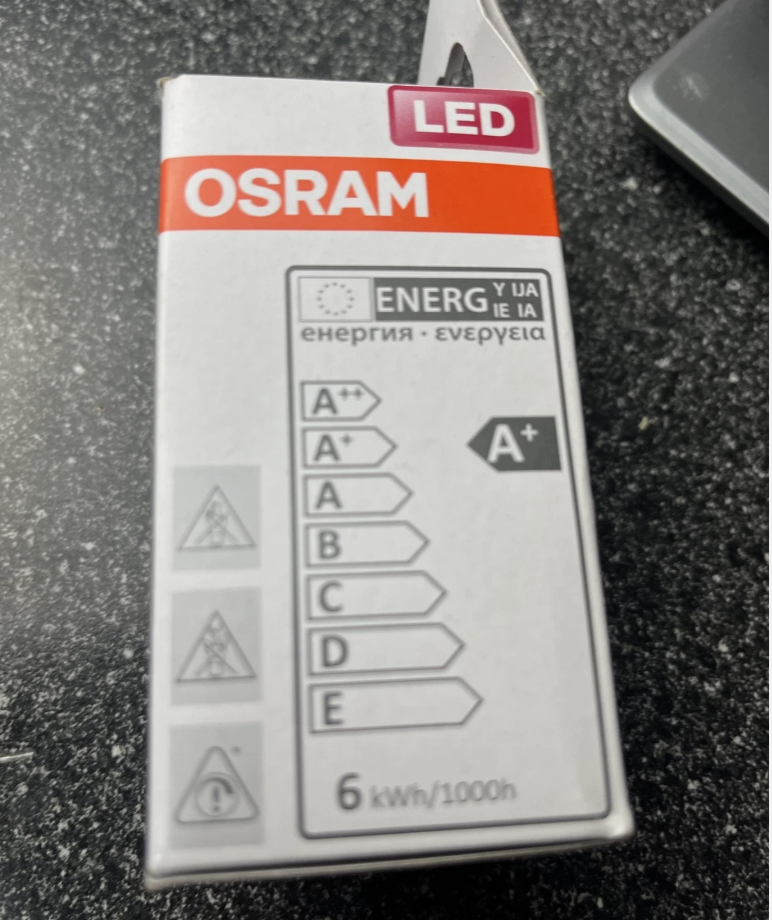 LED
OSRAM
ENERG Y IJA
IE IA
енергия · ενεργεια
A++
A+
A+
A
B
C
D
E
6 kWh/1000h